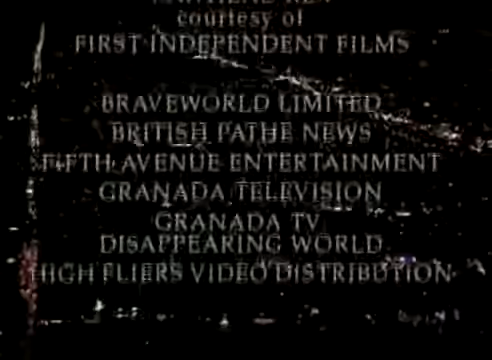 courtesy of
FIRST INDEPENDENT FILMS
BRAVEWORLD LIMITED
BRITISH PATHE NEWS
FIFTH AVENUE ENTERTAINMENT
GRANADA TELEVISION
GRANADA TV
DISAPPEARING WORLD
HIGH FLIERS VIDEO DISTRIBUTION